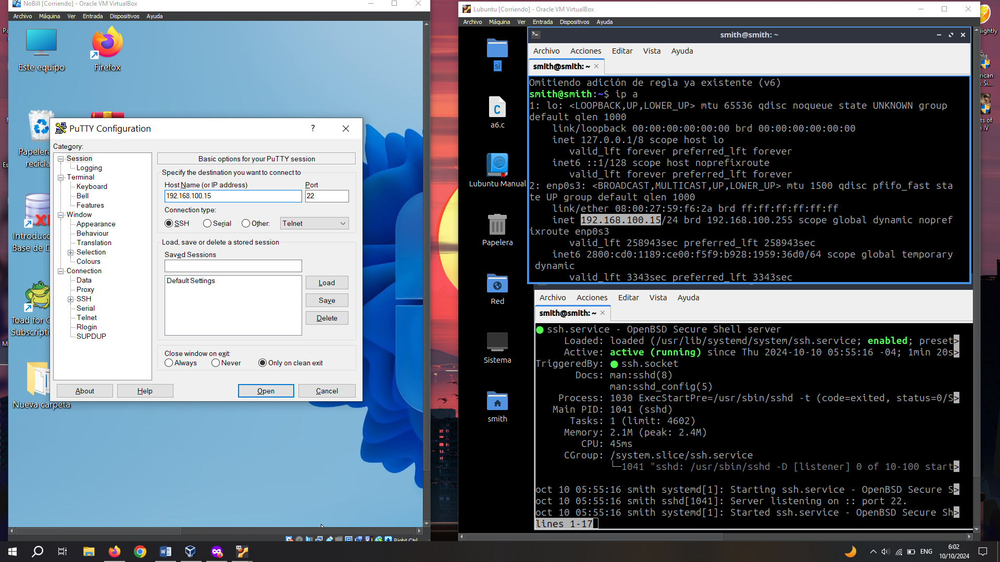 NoBill [Corriendo] - Oracle VM VirtualBox
Archivo Máquina Ver Entrada Dispositivos Ayuda
Este equipo
Firefox
Papelera
recicla
Introduc
Base de D
Toad for O
Subscripti
Nueva carpeta
PuTTY Configuration
?
Category:
Session
Logging
Terminal
Keyboard
Bell
Features
Window
Appearance
Behaviour
Translation
Selection
Colours
Connection
Data
Proxy
SSH
Serial
Telnet
Rlogin
SUPDUP
Basic options for your PuTTY session
Specify the destination you want to connect to
Host Name (or IP address) Port
192.168.100.15 22
Connection type:
SSH Serial Other: Telnet
Load, save or delete a stored session
Saved Sessions
Default Settings
Load
Save
Delete
Close window on exit:
Always Never Only on clean exit
About Help Open Cancel
Right Ctrl
Lubuntu [Corriendo] - Oracle VM VirtualBox
Archivo Máquina Ver Entrada Dispositivos Ayuda
si
a6.c
Lubuntu Manual
Papelera
Red
Sistema
smith
smith@smith: ~
Archivo Acciones Editar Vista Ayuda
smith@smith: ~
Omitiendo adición de regla ya existente (v6)
smith@smith:~$ ip a
1: lo: <LOOPBACK,UP,LOWER_UP> mtu 65536 qdisc noqueue state UNKNOWN group
default qlen 1000
link/loopback 00:00:00:00:00:00 brd 00:00:00:00:00:00
inet 127.0.0.1/8 scope host lo
valid_lft forever preferred_lft forever
inet6 ::1/128 scope host noprefixroute
valid_lft forever preferred_lft forever
2: enp0s3: <BROADCAST,MULTICAST,UP,LOWER_UP> mtu 1500 qdisc pfifo_fast sta
te UP group default qlen 1000
link/ether 08:00:27:59:f6:2a brd ff:ff:ff:ff:ff:ff
inet 192.168.100.15/24 brd 192.168.100.255 scope global dynamic nopref
ixroute enp0s3
valid_lft 258943sec preferred_lft 258943sec
inet6 2800:cd0:1189:ce00:f5f9:b928:1959:36d0/64 scope global temporary
dynamic
valid_lft 3343sec preferred_lft 3343sec
Archivo Acciones Editar Vista Ayuda
smith@smith: ~
ssh.service - OpenBSD Secure Shell server
Loaded: loaded (/usr/lib/systemd/system/ssh.service; enabled; preset>
Active: active (running) since Thu 2024-10-10 05:55:16 -04; 1min 20s>
TriggeredBy: ● ssh.socket
Docs: man:sshd(8)
man:sshd_config(5)
Process: 1030 ExecStartPre=/usr/sbin/sshd -t (code=exited, status=0/S>
Main PID: 1041 (sshd)
Tasks: 1 (limit: 4602)
Memory: 2.1M (peak: 2.4M)
CPU: 45ms
CGroup: /system.slice/ssh.service
└─1041 "sshd: /usr/sbin/sshd -D [listener] 0 of 10-100 start>
oct 10 05:55:16 smith systemd[1]: Starting ssh.service - OpenBSD Secure S>
oct 10 05:55:16 smith sshd[1041]: Server listening on :: port 22.
oct 10 05:55:16 smith systemd[1]: Started ssh.service - OpenBSD Secure Sh>
lines 1-17
ENG
6:02
10/10/2024